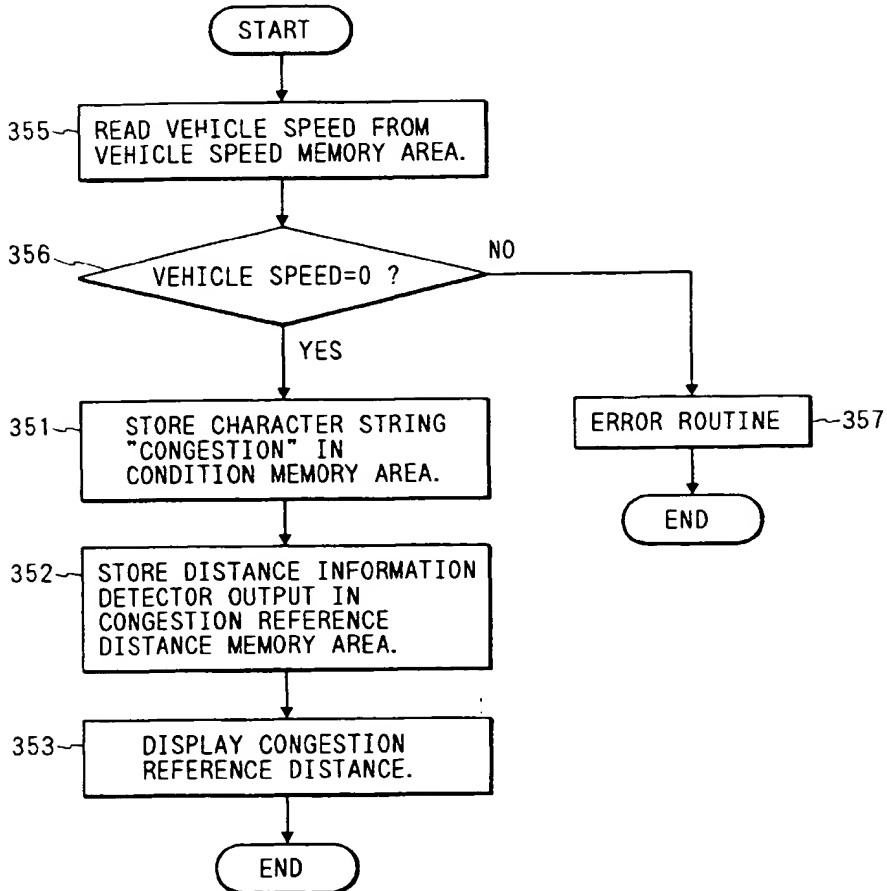 START
355
READ VEHICLE SPEED FROM
VEHICLE SPEED MEMORY AREA.
356
VEHICLE SPEED=0 ?
NO
YES
351
STORE CHARACTER STRING
"CONGESTION" IN
CONDITION MEMORY AREA.
ERROR ROUTINE
357
END
352
STORE DISTANCE INFORMATION
DETECTOR OUTPUT IN
CONGESTION REFERENCE
DISTANCE MEMORY AREA.
353
DISPLAY CONGESTION
REFERENCE DISTANCE.
END